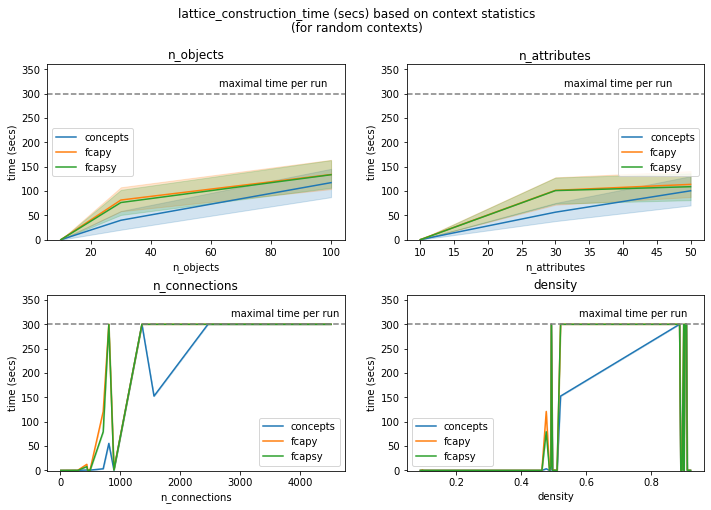 lattice_construction_time (secs) based on context statistics
(for random contexts)
n_objects
time (secs)
350
300
250
200
150
100
50
0
maximal time per run
concepts
fcapy
fcapsy
20 40 60 80 100
n_objects
n_attributes
time (secs)
350
300
250
200
150
100
50
0
maximal time per run
concepts
fcapy
fcapsy
10 15 20 25 30 35 40 45 50
n_attributes
n_connections
time (secs)
350
300
250
200
150
100
50
0
maximal time per run
concepts
fcapy
fcapsy
0 1000 2000 3000 4000
n_connections
density
time (secs)
350
300
250
200
150
100
50
0
maximal time per run
concepts
fcapy
fcapsy
0.2 0.4 0.6 0.8
density